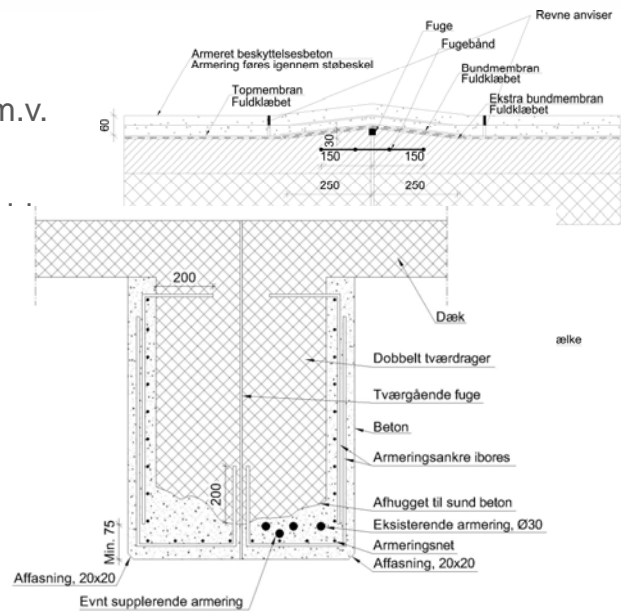 Fuge
Revne anviser
Fugebånd
Armeret beskyttelsesbeton
Armering føres igennem støbeskel
Bundmembran
Fuldklæbet
Topmembran
Fuldklæbet
Ekstra bundmembran
Fuldklæbet
m.v.
60
30
150
150
250
250
. .
200
Dæk
ælke
Dobbelt tværdrager
Tværgående fuge
Beton
Armeringsankre ibores
200
Afhugget til sund beton
Eksisterende armering, Ø30
Min. 75
Armeringsnet
Affasning, 20x20
Affasning, 20x20
Evnt supplerende armering